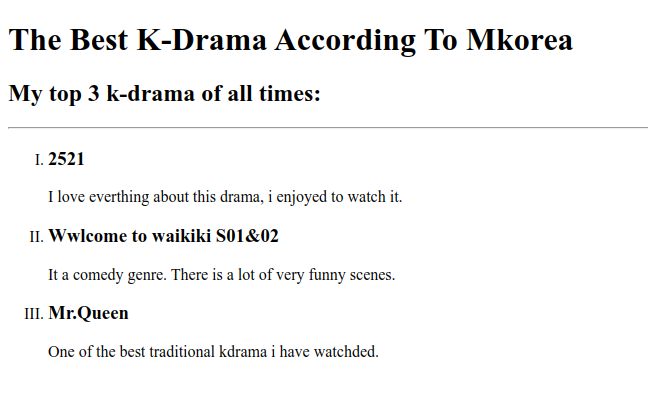 The Best K-Drama According To Mkorea
My top 3 k-drama of all times:
I. 2521
I love everthing about this drama, i enjoyed to watch it.
II. Wwlcome to waikiki S01&02
It a comedy genre. There is a lot of very funny scenes.
III. Mr.Queen
One of the best traditional kdrama i have watchded.